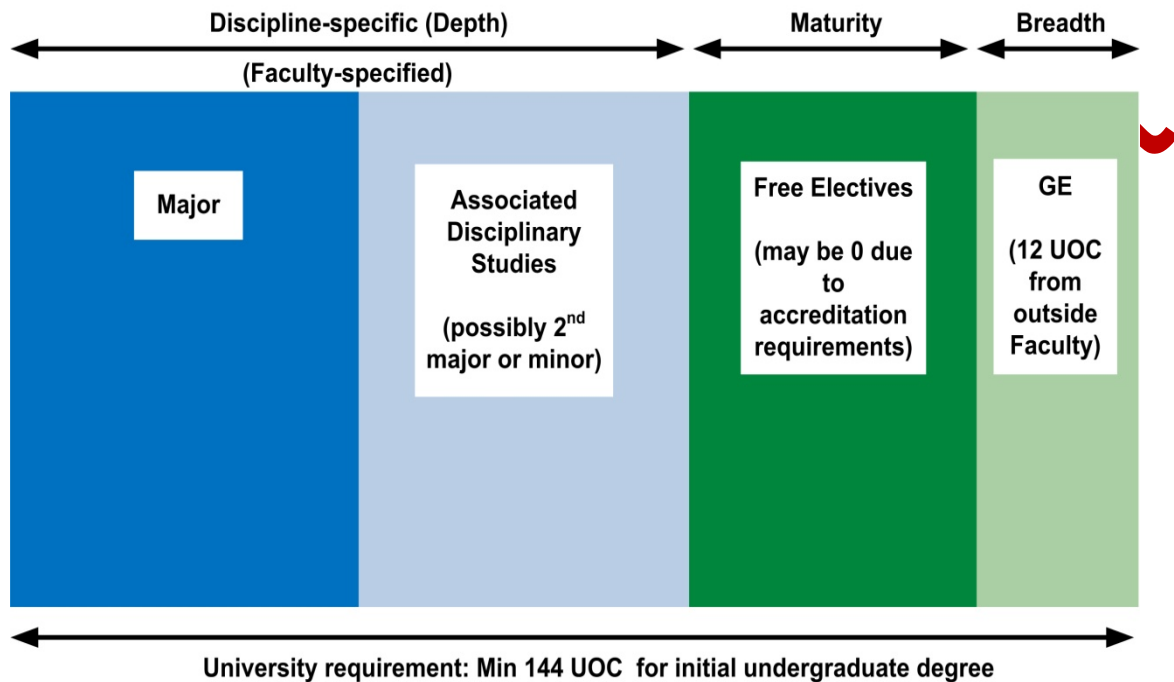 Discipline-specific (Depth)
Maturity
Breadth
(Faculty-specified)
Major
Associated
Disciplinary
Studies
(possibly 2nd
major or minor)
Free Electives
(may be 0 due
to
accreditation
requirements)
GE
(12 UOC
from
outside
Faculty)
University requirement: Min 144 UOC for initial undergraduate degree